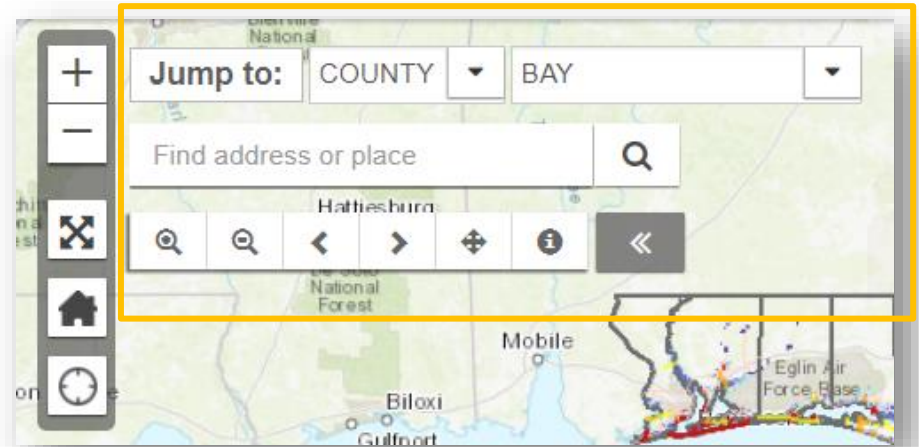 National
Jump to: COUNTY BAY
Find address or place
Hattiesburg
National
Forest
Mobile
Eglin Air
Force Base
Biloxi
Gulfport